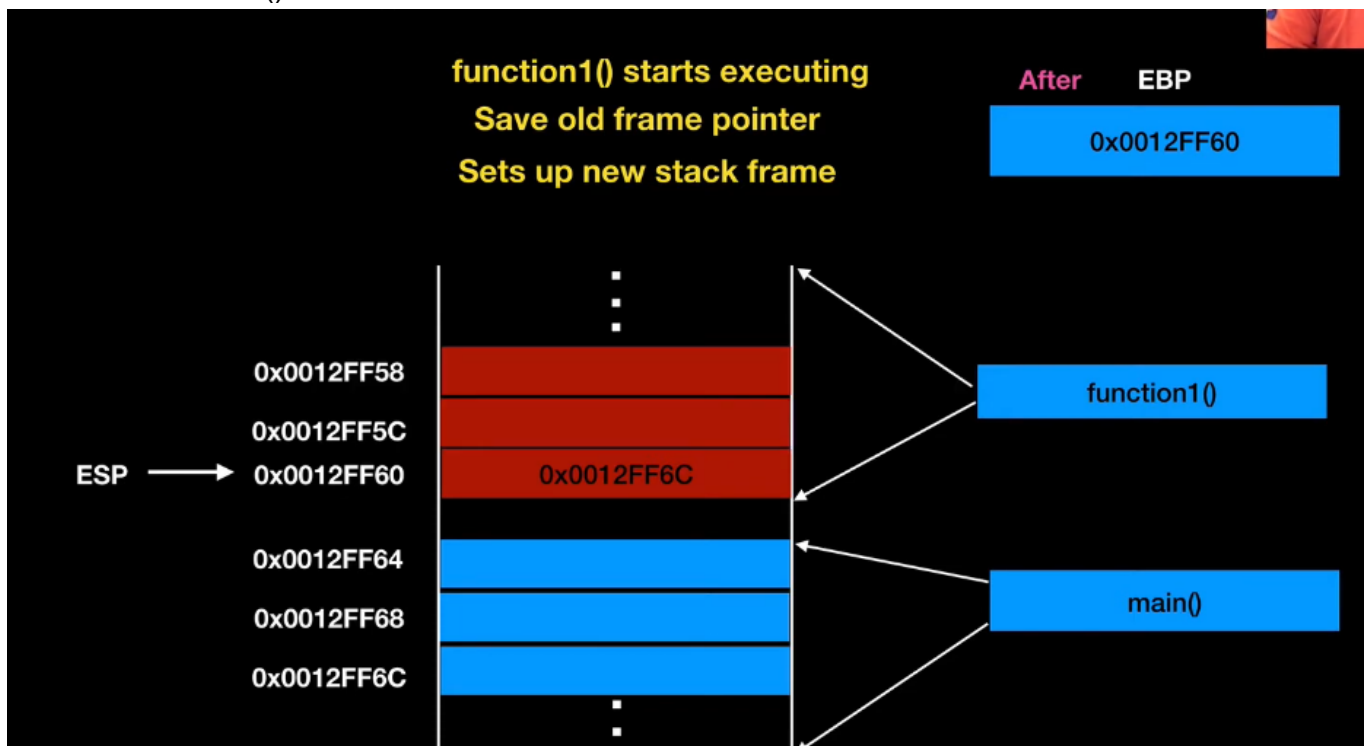 ()
function1() starts executing
Save old frame pointer
Sets up new stack frame
After EBP
0x0012FF60
0x0012FF58
0x0012FF5C
ESP 0x0012FF60 0x0012FF6C
function1()
0x0012FF64
0x0012FF68
0x0012FF6C
main()